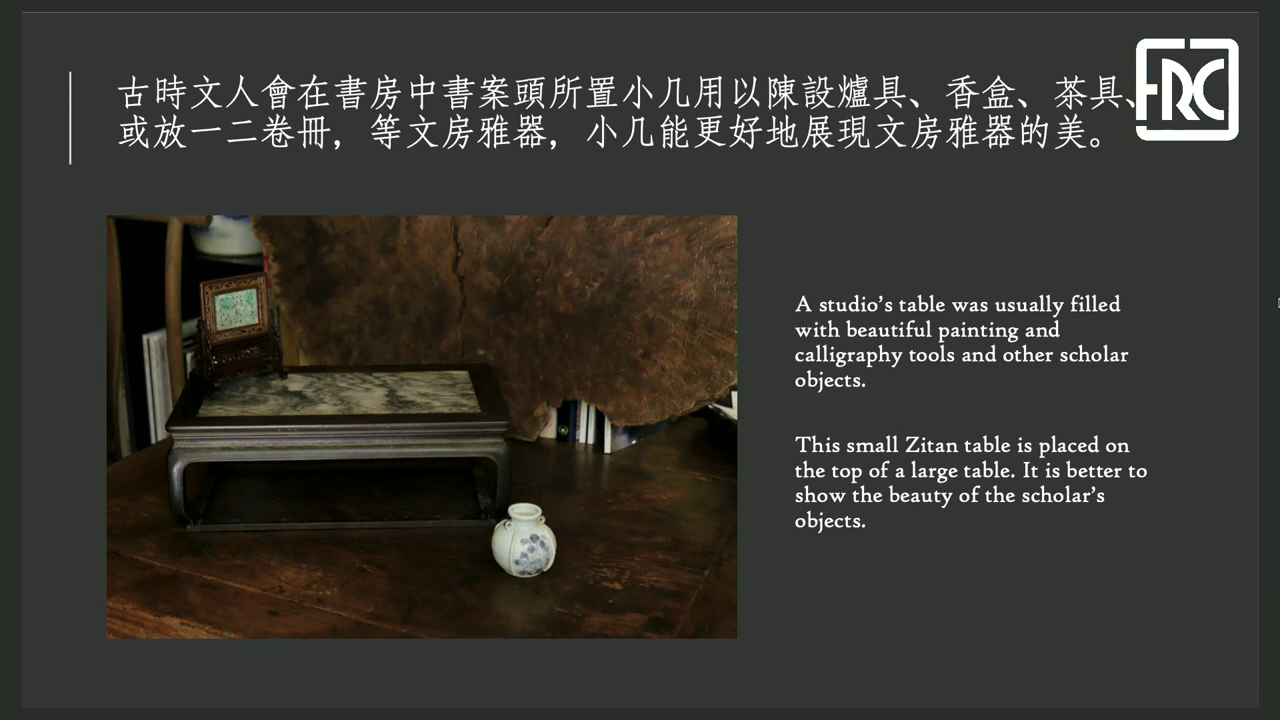 古時文人會在書房中書案頭所置小几用以陳設爐具、香盒、茶具、
或放一二卷冊，等文房雅器，小几能更好地展現文房雅器的美。
FRC
A studio’s table was usually filled
with beautiful painting and
calligraphy tools and other scholar
objects.
This small Zitan table is placed on
the top of a large table. It is better to
show the beauty of the scholar’s
objects.